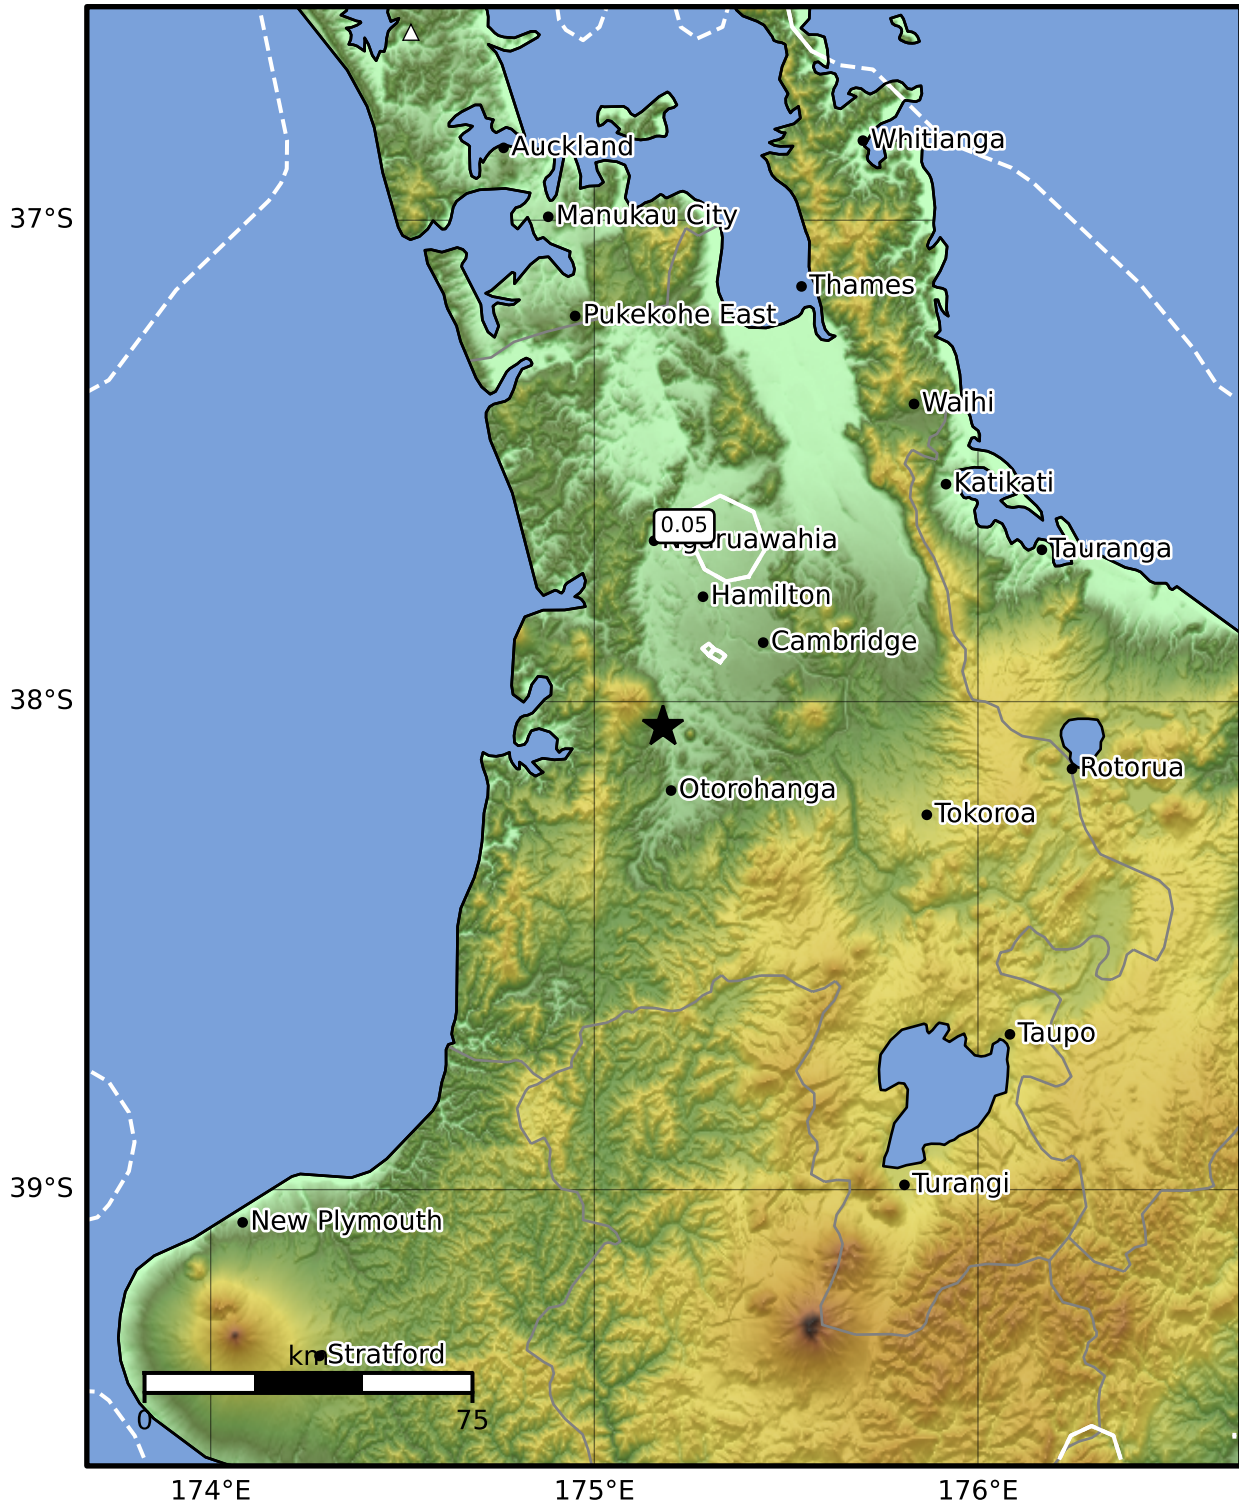 Auckland
Whitianga
37°S
Manukau City
Thames
Pukekohe East
Waihi
Katikati
0.05
Ngaruawahia
Tauranga
Hamilton
Cambridge
38°S
Rotorua
Otorohanga
Tokoroa
Taupo
39°S
Turangi
New Plymouth
km
Stratford
0
75
174°E
175°E
176°E